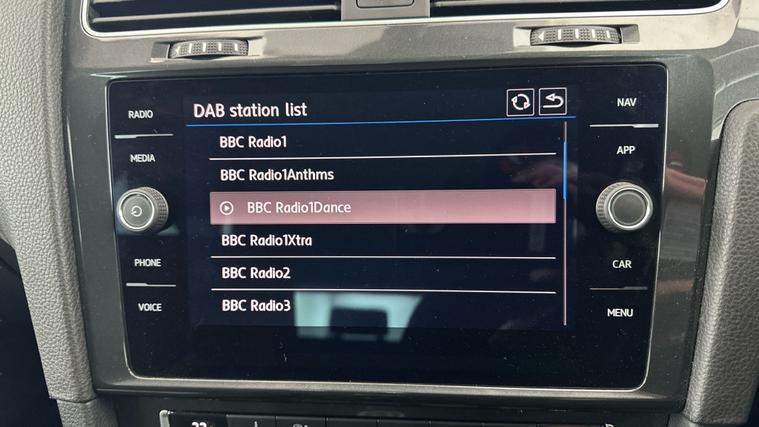 RADIO
MEDIA
PHONE
VOICE
DAB station list
BBC Radio1
BBC Radio1Anthms
BBC Radio1Dance
BBC Radio1Xtra
BBC Radio2
BBC Radio3
NAV
APP
CAR
MENU